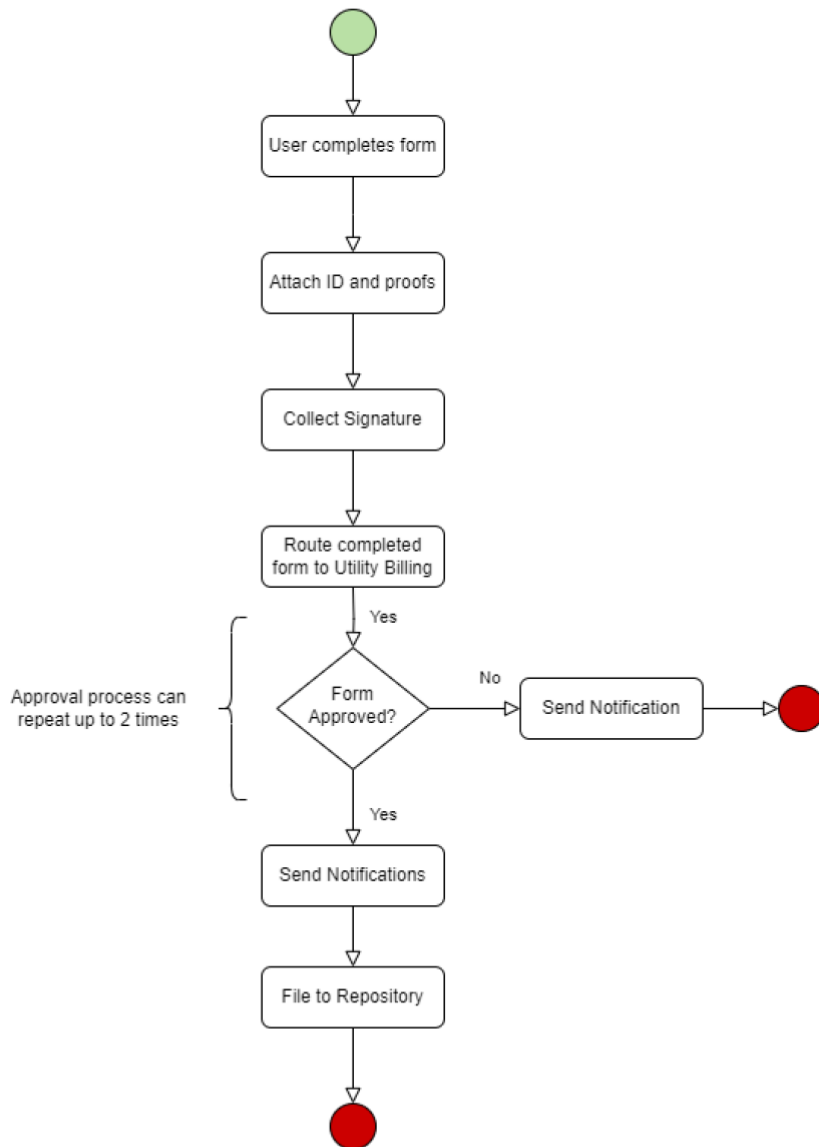 User completes form
Attach ID and proofs
Collect Signature
Route completed
form to Utility Billing
Yes
Approval process can
repeat up to 2 times
Form
Approved?
No
Send Notification
Yes
Send Notifications
File to Repository